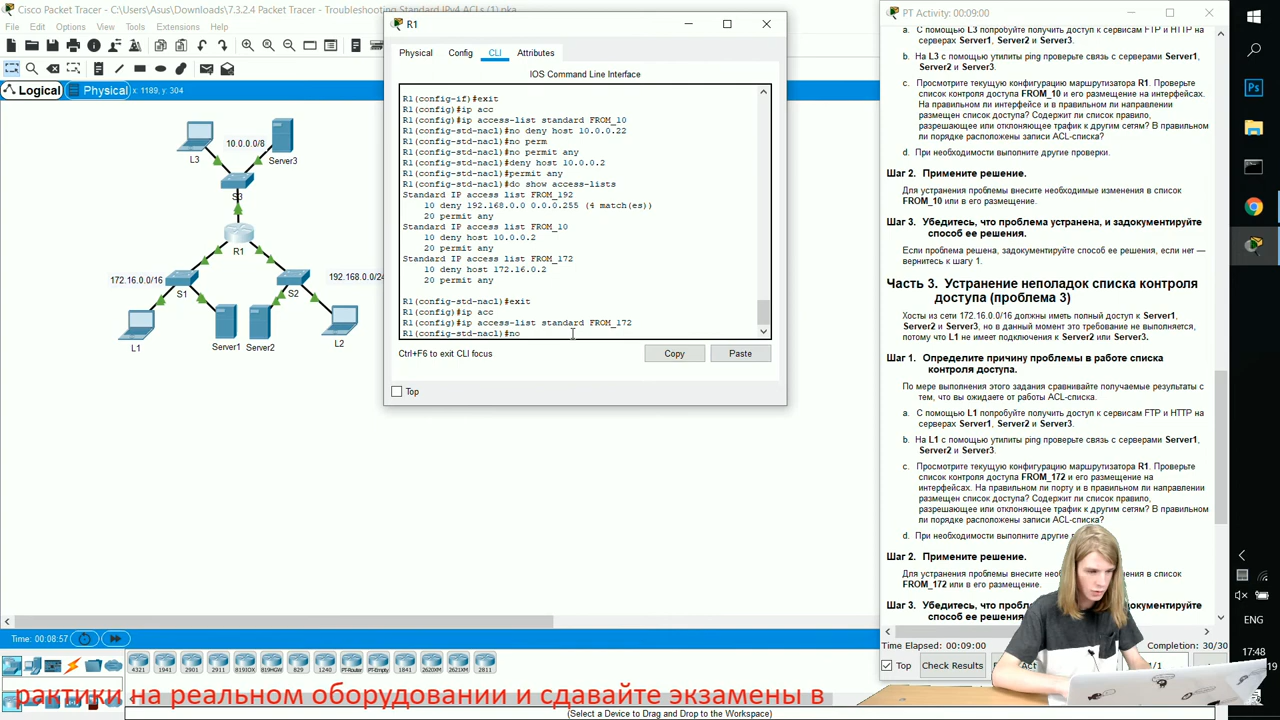 Cisco Packet Tracer - C:\Users\Asus\Downloads\7.3.2.4 Packet Tracer - Troubleshooting Standard IPv4 ACLs (1).pka
File Edit Options View Tools Extensions Help
Logical Physical x: 1189, y: 304
10.0.0.0/8
L3
Server3
S3
R1
172.16.0.0/16
192.168.0.0/24
S1
S2
L1
Server1
Server2
L2
R1
Physical Config CLI Attributes
IOS Command Line Interface
R1(config-if)#exit
R1(config)#ip acc
R1(config)#ip access-list standard FROM_10
R1(config-std-nacl)#no deny host 10.0.0.22
R1(config-std-nacl)#no perm
R1(config-std-nacl)#no permit any
R1(config-std-nacl)#deny host 10.0.0.2
R1(config-std-nacl)#permit any
R1(config-std-nacl)#do show access-lists
Standard IP access list FROM_192
10 deny 192.168.0.0 0.0.0.255 (4 match(es))
20 permit any
Standard IP access list FROM_10
10 deny host 10.0.0.2
20 permit any
Standard IP access list FROM_172
10 deny host 172.16.0.2
20 permit any
R1(config-std-nacl)#exit
R1(config)#ip acc
R1(config)#ip access-list standard FROM_172
R1(config-std-nacl)#no
Ctrl+F6 to exit CLI focus
Copy
Paste
Top
PT Activity: 00:09:00
a. С помощью L3 попробуйте получить доступ к сервисам FTP и HTTP на
серверах Server1, Server2 и Server3.
b. На L3 с помощью утилиты ping проверьте связь с серверами Server1,
Server2 и Server3.
c. Просмотрите текущую конфигурацию маршрутизатора R1. Проверьте
список контроля доступа FROM_10 и его размещение на интерфейсах.
На правильном ли интерфейсе и в правильном ли направлении
размещен список доступа? Содержит ли список правило,
разрешающее или отклоняющее трафик к другим сетям? В правильном
ли порядке расположены записи ACL-списка?
d. При необходимости выполните другие проверки.
Шаг 2. Примените решение.
Для устранения проблемы внесите необходимые изменения в список
FROM_10 или в его размещение.
Шаг 3. Убедитесь, что проблема устранена, и задокументируйте
способ ее решения.
Если проблема решена, задокументируйте способ ее решения, если нет —
вернитесь к шагу 1.
Часть 3. Устранение неполадок списка контроля
доступа (проблема 3)
Хосты из сети 172.16.0.0/16 должны иметь полный доступ к Server1,
Server2 и Server3, но в данный момент это требование не выполняется,
потому что L1 не имеет подключения к Server2 или Server3.
Шаг 1. Определите причину проблемы в работе списка
контроля доступа.
По мере выполнения этого задания сравнивайте получаемые результаты с
тем, что вы ожидаете от работы ACL-списка.
a. С помощью L1 попробуйте получить доступ к сервисам FTP и HTTP на
серверах Server1, Server2 и Server3.
b. На L1 с помощью утилиты ping проверьте связь с серверами Server1,
Server2 и Server3.
c. Просмотрите текущую конфигурацию маршрутизатора R1. Проверьте
список контроля доступа FROM_172 и его размещение на
интерфейсах. На правильном ли порту и в правильном ли направлении
размещен список доступа? Содержит ли список правило,
разрешающее или отклоняющее трафик к другим сетям? В правильном
ли порядке расположены записи ACL-списка?
d. При необходимости выполните другие
Шаг 2. Примените решение.
Для устранения проблемы внесите в список
FROM_172 или в его размещение.
Шаг 3. Убедитесь, что
способ ее решения.
Time Elapsed: 00:09:00 Completion: 30/30
Top Check Results 1/1
Time: 00:08:57
4321 1941 2901 2911 819IOX 819HGW 829 1240 PT-Router PT-Empty 1841 2620XM 2621XM 2811
рактики на реальном оборудовании и сдавайте экзамены в
(Select a Device to Drag and Drop to the Workspace)
Ps
ENG
17:48